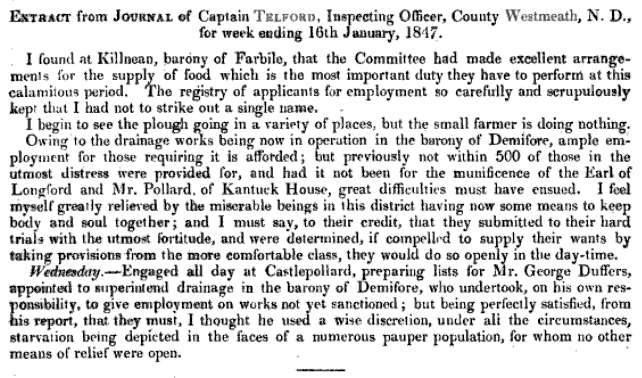 EXTRACT from JOURNAL of Captain TELFORD, Inspecting Officer, County Westmeath, N. D.,
for week ending 16th January, 1847.
I found at Killnean, barony of Farbile, that the Committee had made excellent arrange-
ments for the supply of food which is the most important duty they have to perform at this
calamitous period. The registry of applicants for employment so carefully and scrupulously
kept that I had not to strike out a single name.
I begin to see the plough going in a variety of places, but the small farmer is doing nothing.
Owing to the drainage works being now in operation in the barony of Demifore, ample em-
ployment for those requiring it is afforded; but previously not within 500 of those in the
utmost distress were provided for, and had it not been for the munificence of the Earl of
Longford and Mr. Pollard, of Kantuck House, great difficulties must have ensued. I feel
myself greatly relieved by the miserable beings in this district having now some means to keep
body and soul together; and I must say, to their credit, that they submitted to their hard
trials with the utmost fortitude, and were determined, if compelled to supply their wants by
taking provisions from the more comfortable class, they would do so openly in the day-time.
Wednesday.—Engaged all day at Castlepollard, preparing lists for Mr. George Duffers,
appointed to superintend drainage in the barony of Demifore, who undertook, on his own res-
ponsibility, to give employment on works not yet sanctioned; but being perfectly satisfied, from
his report, that they must, I thought he used a wise discretion, under all the circumstances,
starvation being depicted in the faces of a numerous pauper population, for whom no other
means of relief were open.